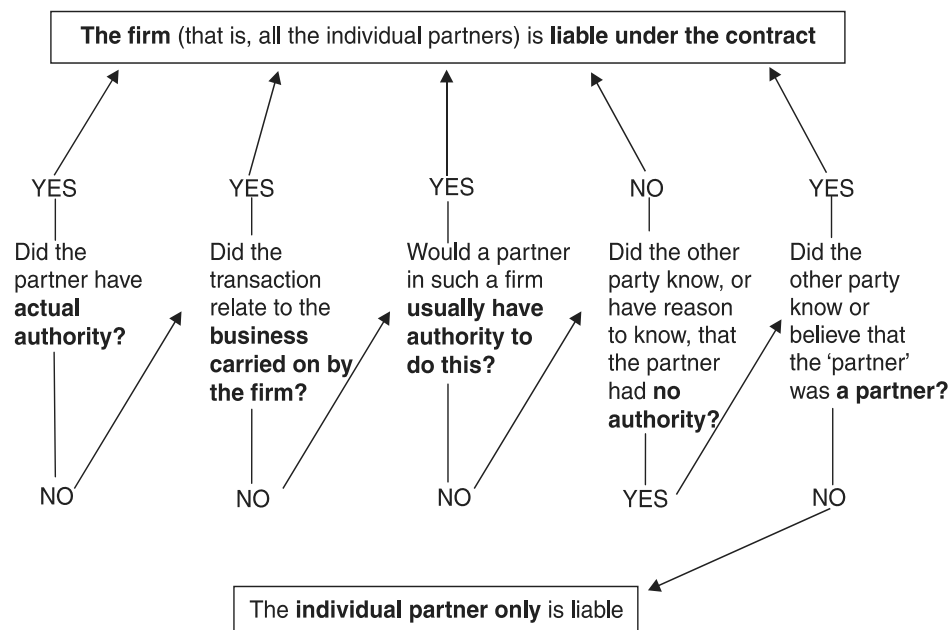 The firm (that is, all the individual partners) is liable under the contract
YES
YES
YES
NO
YES
Did the
partner have
actual
authority?
Did the
transaction
relate to the
business
carried on by
the firm?
Would a partner
in such a firm
usually have
authority to
do this?
Did the other
party know, or
have reason
to know, that
the partner
had no
authority?
Did the
other party
know or
believe that
the ‘partner’
was a partner?
NO
NO
NO
YES
NO
The individual partner only is liable